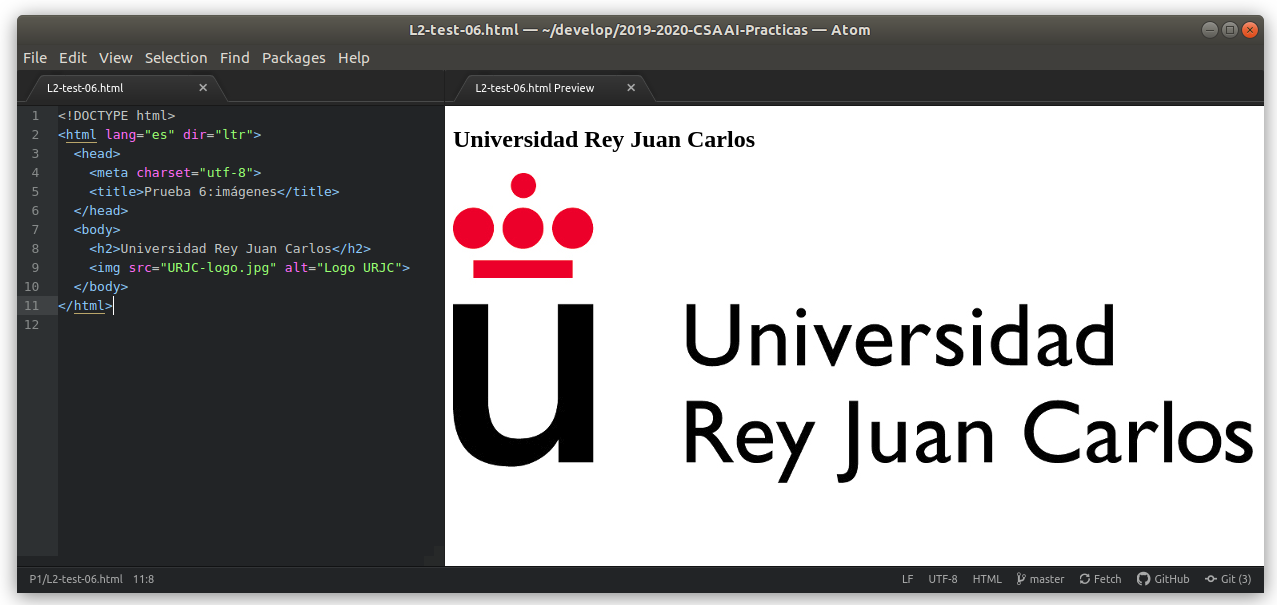 L2-test-06.html — ~/develop/2019-2020-CSAAI-Practicas — Atom
File Edit View Selection Find Packages Help
L2-test-06.html
L2-test-06.html Preview
1 <!DOCTYPE html>
2 <html lang="es" dir="ltr">
3 <head>
4 <meta charset="utf-8">
5 <title>Prueba 6:imágenes</title>
6 </head>
7 <body>
8 <h2>Universidad Rey Juan Carlos</h2>
9 <img src="URJC-logo.jpg" alt="Logo URJC">
10 </body>
11 </html>
12
Universidad Rey Juan Carlos
u
Universidad
Rey Juan Carlos
P1/L2-test-06.html 11:8
LF UTF-8 HTML master Fetch GitHub Git (3)